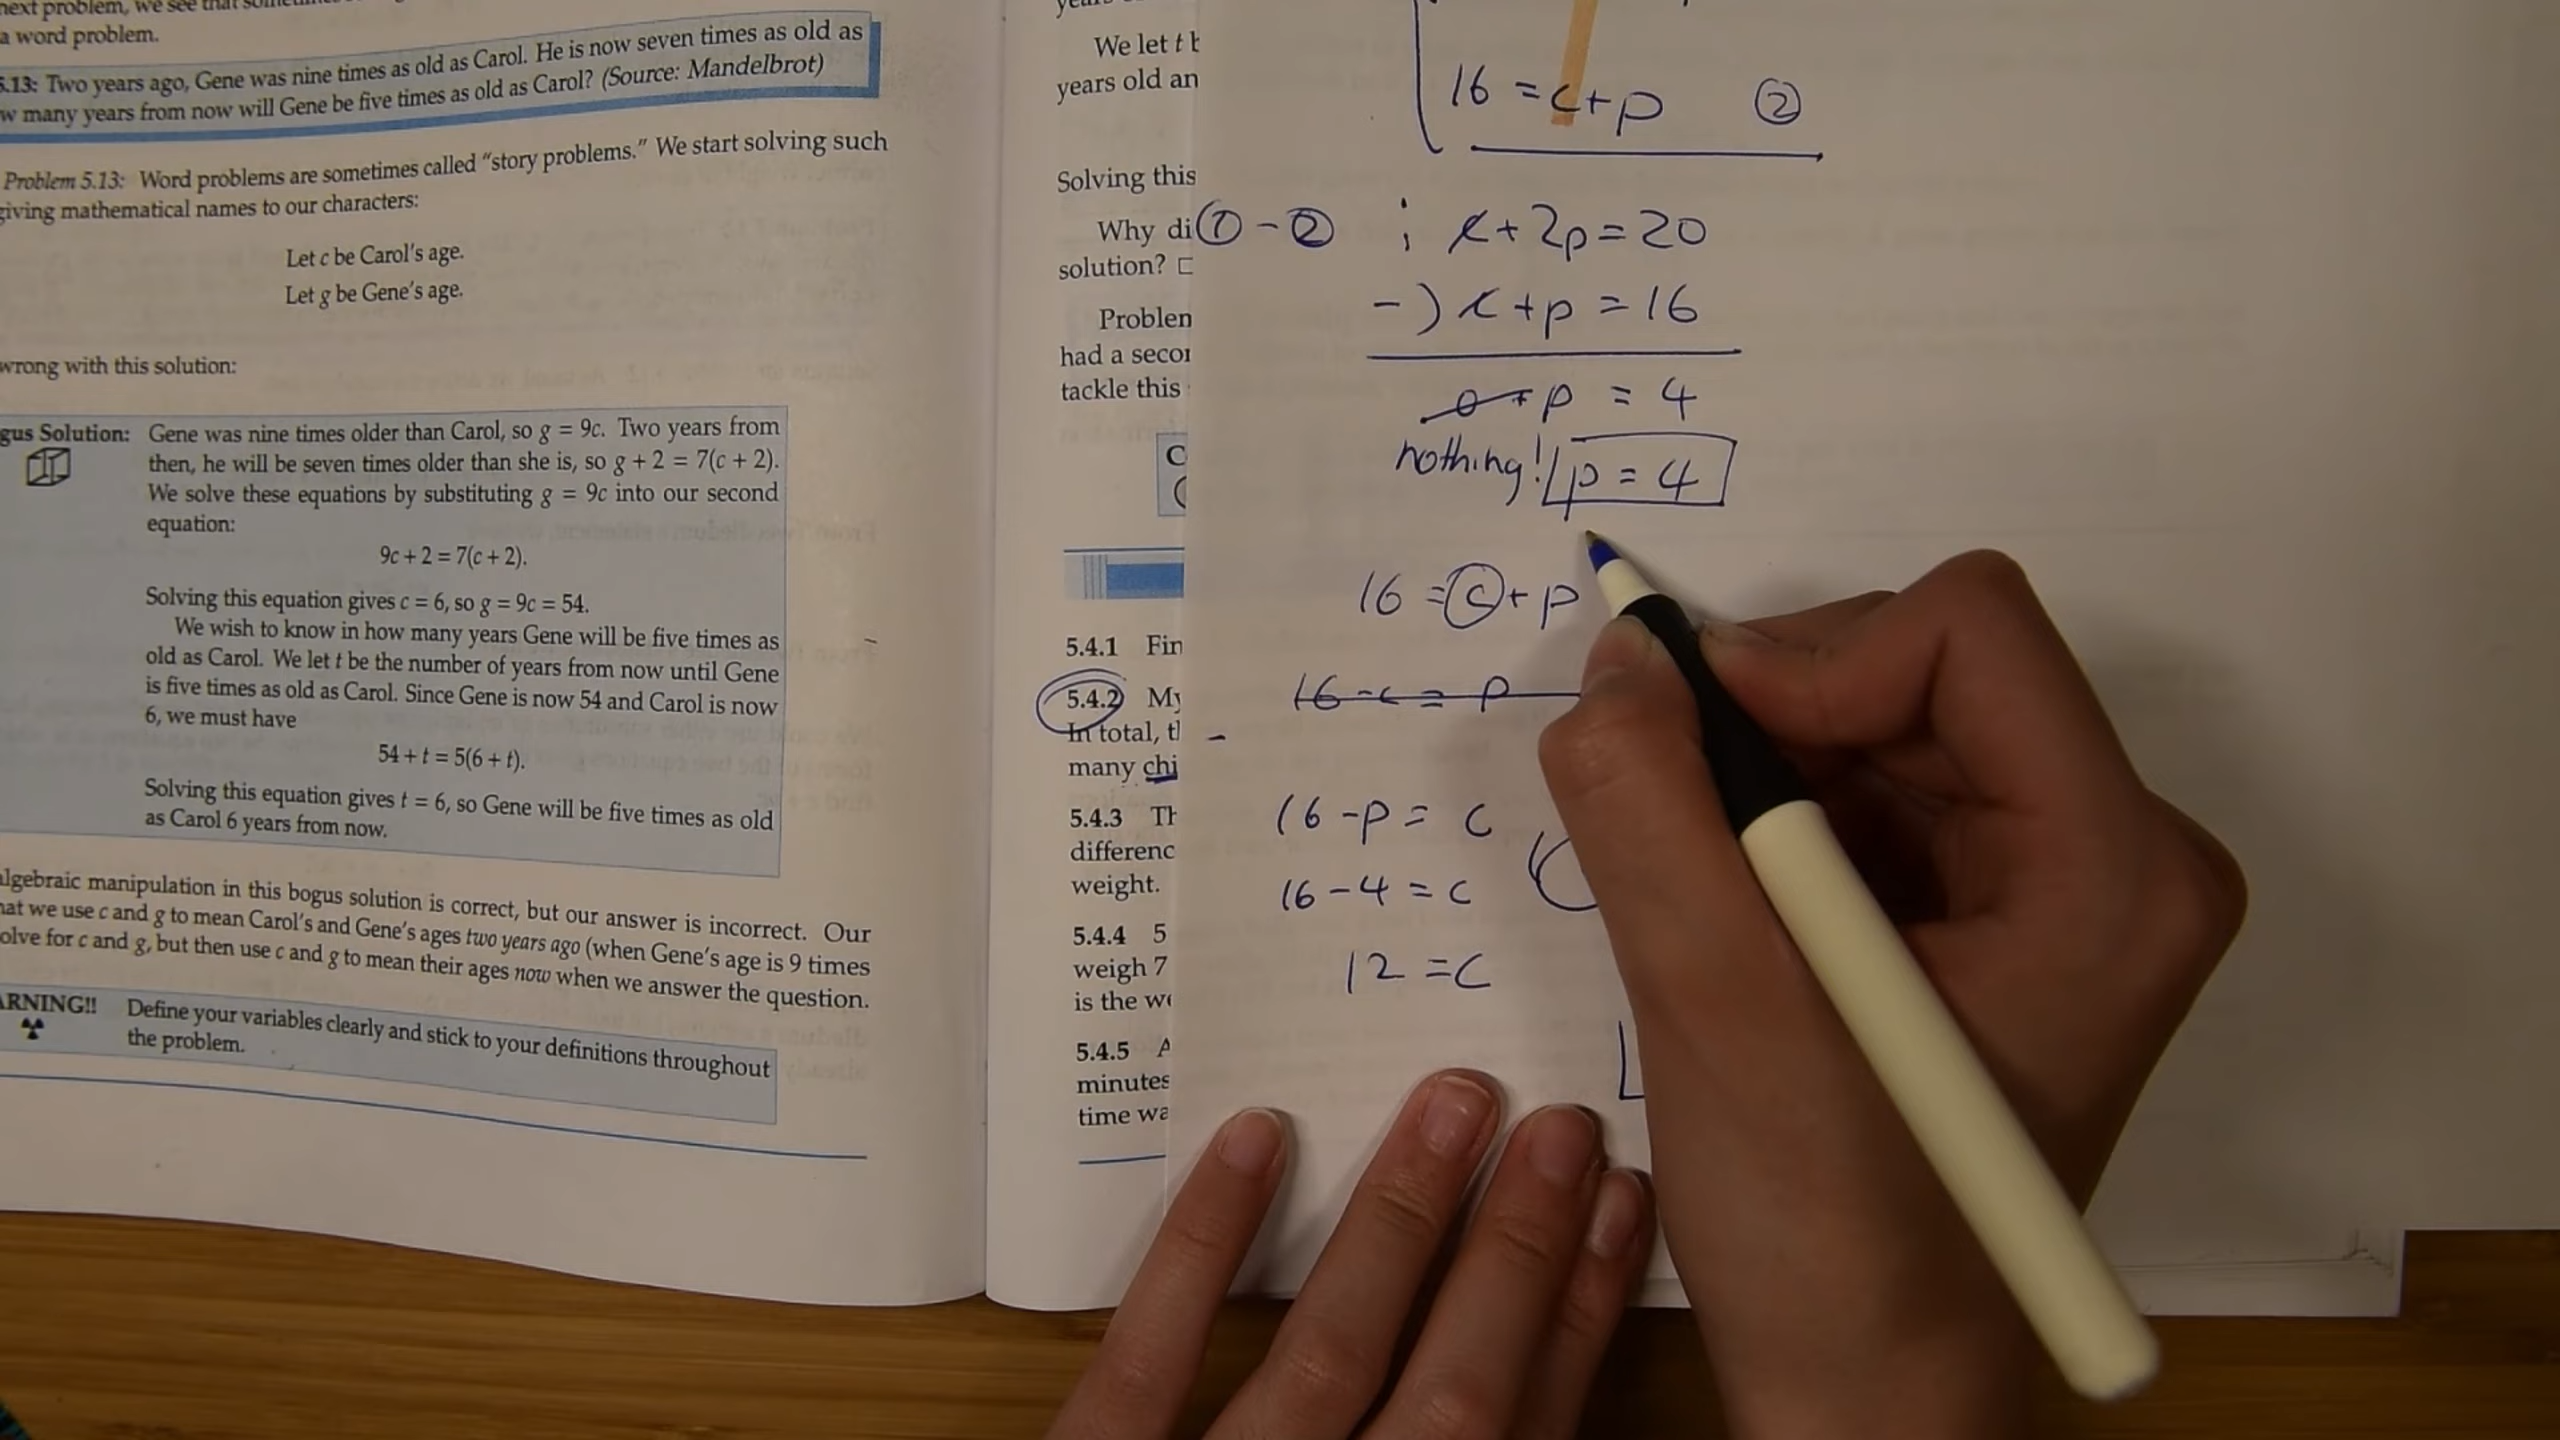 next problem, we see that
a word problem.
5.13: Two years ago, Gene was nine times as old as Carol. He is now seven times as old as
w many years from now will Gene be five times as old as Carol? (Source: Mandelbrot)
Problem 5.13: Word problems are sometimes called “story problems.” We start solving such
giving mathematical names to our characters:
Let c be Carol's age.
Let g be Gene's age.
wrong with this solution:
gus Solution: Gene was nine times older than Carol, so g = 9c. Two years from
then, he will be seven times older than she is, so g + 2 = 7(c + 2).
We solve these equations by substituting g = 9c into our second
equation:
9c + 2 = 7(c + 2).
Solving this equation gives c = 6, so g = 9c = 54.
We wish to know in how many years Gene will be five times as
old as Carol. We let t be the number of years from now until Gene
is five times as old as Carol. Since Gene is now 54 and Carol is now
6, we must have
54 + t = 5(6 + t).
Solving this equation gives t = 6, so Gene will be five times as old
as Carol 6 years from now.
algebraic manipulation in this bogus solution is correct, but our answer is incorrect. Our
hat we use c and g to mean Carol's and Gene's ages two years ago (when Gene's age is 9 times
olve for c and g, but then use c and g to mean their ages now when we answer the question.
ARNING!! Define your variables clearly and stick to your definitions throughout
the problem.
We let t b
years old an
Solving this
Why di
solution? □
Problen
had a secon
tackle this
C
5.4.1 Fin
5.4.2 My
In total, tl
many chi
5.4.3 Th
differenc
weight.
5.4.4 5
weigh 7
is the we
5.4.5 A
minutes
time wa
16 = c + p ②
① - ② ; c + 2p = 20
-) c + p = 16
0 + p = 4
nothing! p = 4
16 = c + p
16 - c = p
16 - p = c
16 - 4 = c
12 = c